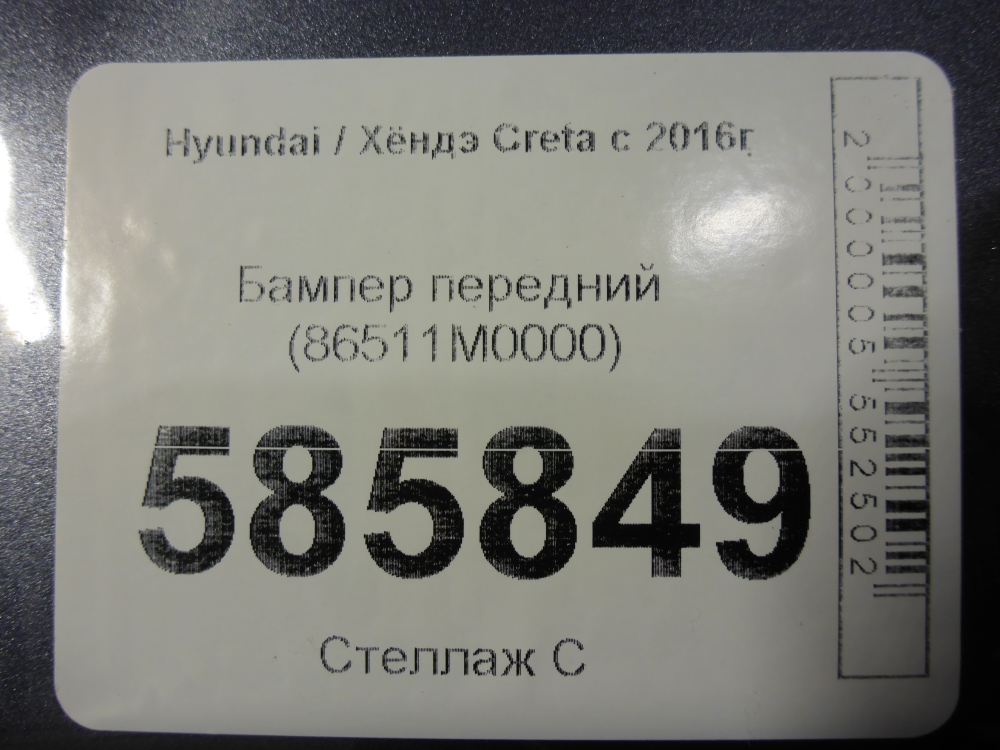 Hyundai / Хёндэ Creta с 2016г
Бампер передний
(86511M0000)
585849
Стеллаж С
2000005552502